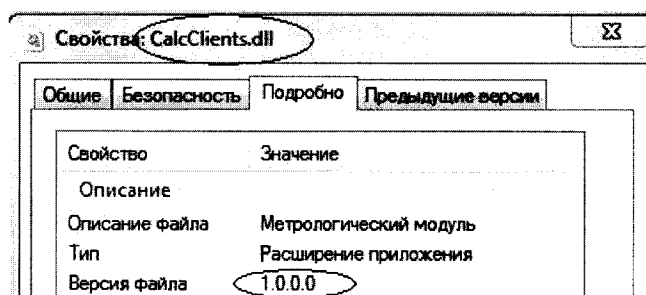 Свойства: CalcClients.dll
Общие Безопасность Подробно Предыдущие версии
Свойство Значение
Описание
Описание файла Метрологический модуль
Тип Расширение приложения
Версия файла 1.0.0.0